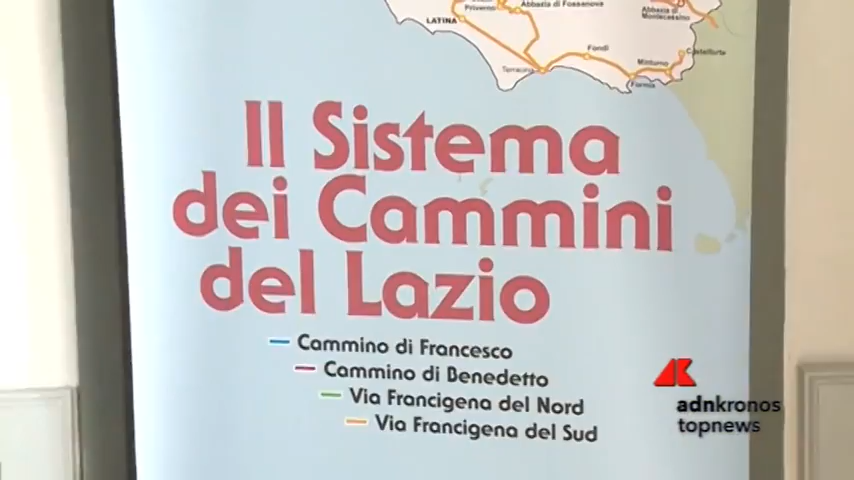 Abbazia di Fossanova
Priverno
Abbazia di
Montecassino
LATINA
Fondi
Castelforte
Minturno
Terracina
Formia
Il Sistema
dei Cammini
del Lazio
Cammino di Francesco
Cammino di Benedetto
Via Francigena del Nord
Via Francigena del Sud
adnkronos
topnews